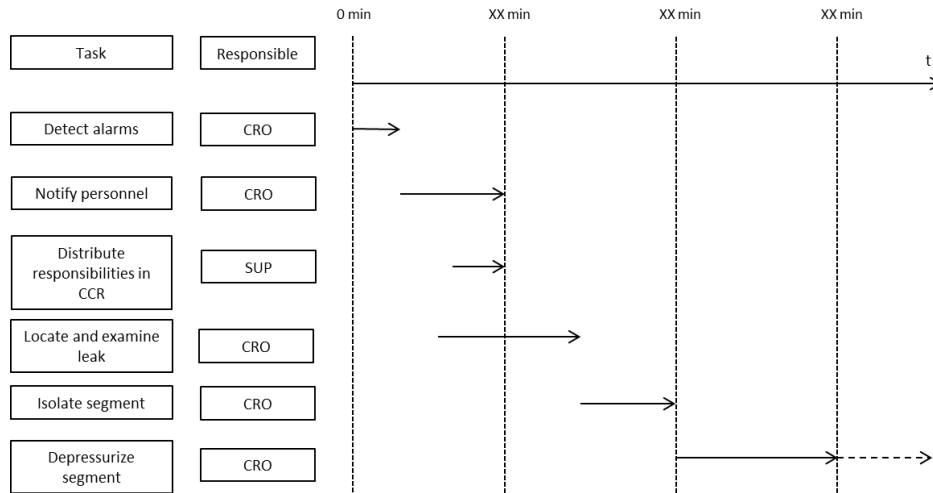 0 min
XX min
XX min
XX min
Task
Responsible
t
Detect alarms
CRO
Notify personnel
CRO
Distribute
responsibilities in
CCR
SUP
Locate and examine
leak
CRO
Isolate segment
CRO
Depressurize
segment
CRO